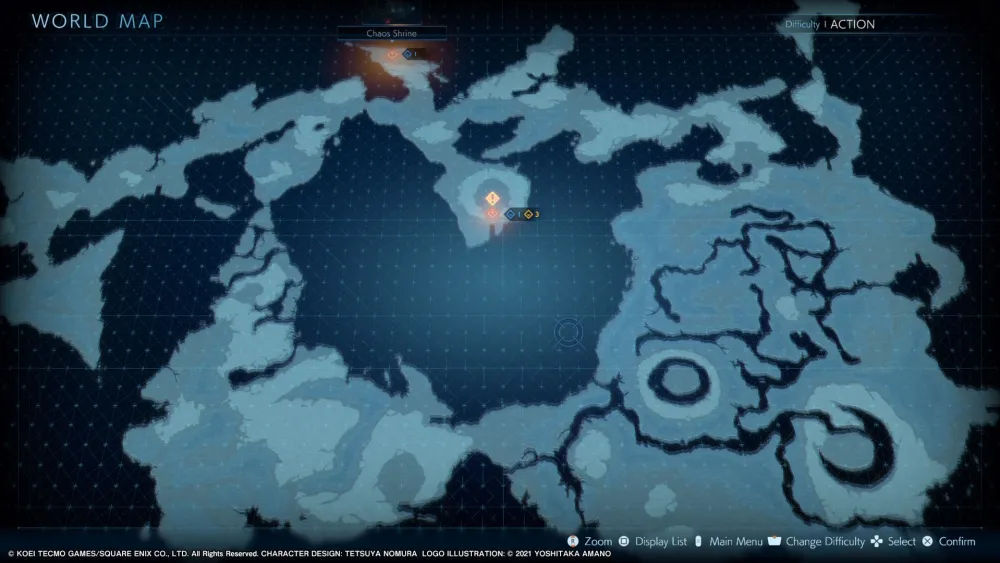 WORLD MAP
Difficulty | ACTION
Chaos Shrine
1
1 3
R Zoom Display List Main Menu Change Difficulty Select Confirm
© KOEI TECMO GAMES/SQUARE ENIX CO., LTD. All Rights Reserved. CHARACTER DESIGN: TETSUYA NOMURA LOGO ILLUSTRATION: © 2021 YOSHITAKA AMANO